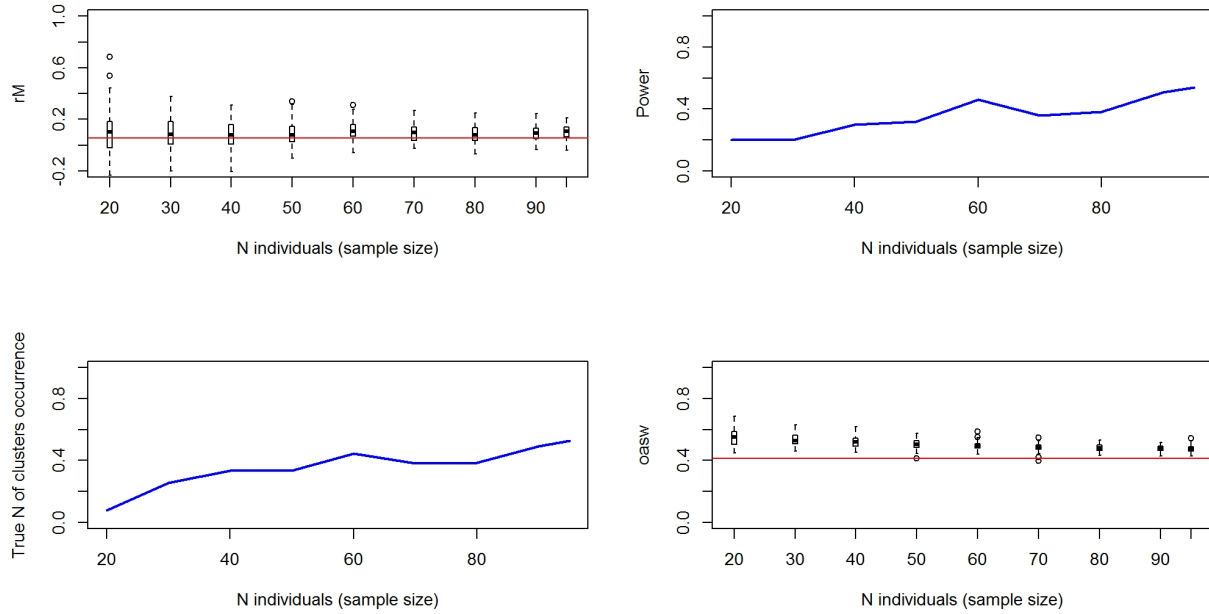 rM
1.0
0.6
0.2
-0.2
20 30 40 50 60 70 80 90
N individuals (sample size)
Power
0.8
0.4
0.0
20 40 60 80
N individuals (sample size)
True N of clusters occurrence
0.8
0.4
0.0
20 40 60 80
N individuals (sample size)
oasw
0.8
0.4
0.0
20 30 40 50 60 70 80 90
N individuals (sample size)